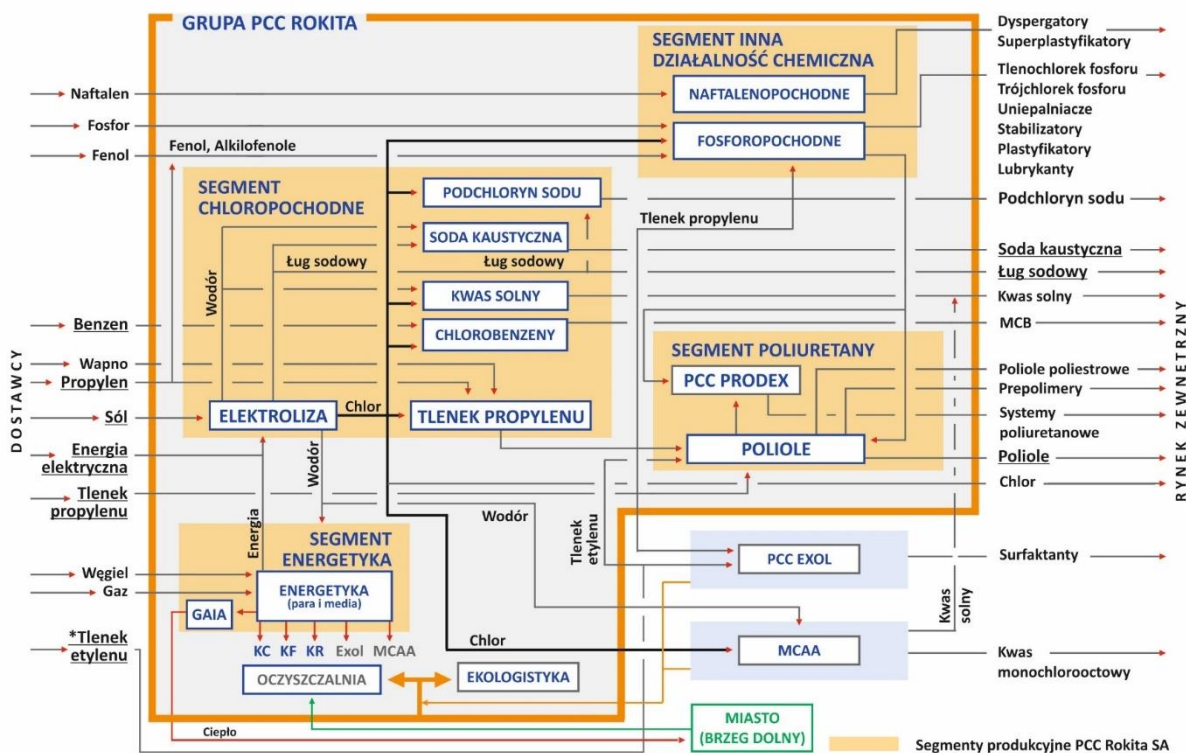 GRUPA PCC ROKITA
SEGMENT INNA
DZIAŁALNOŚĆ CHEMICZNA
NAFTALENOPOCHODNE
FOSFOROPOCHODNE
Dyspergatory
Superplastyfikatory
Tlenochlorek fosforu
Trójchlorek fosforu
Uniepalniacze
Stabilizatory
Plastyfikatory
Lubrykanty
Naftalen
Fosfor
Fenol
Fenol, Alkilofenole
SEGMENT
CHLOROPOCHODNE
PODCHLORYN SODU
SODA KAUSTYCZNA
Ług sodowy
Ług sodowy
Wodór
KWAS SOLNY
CHLOROBENZENY
Tlenek propylenu
Podchloryn sodu
Soda kaustyczna
Ług sodowy
Kwas solny
MCB
Benzen
Wapno
Propylen
Sól
DOSTAWCY
ELEKTROLIZA
Chlor
TLENEK PROPYLENU
SEGMENT POLIURETANY
PCC PRODEX
POLIOLE
Poliole poliestrowe
Prepolimery
Systemy
poliuretanowe
Poliole
Chlor
RYNEK ZEWNĘTRZNY
Energia
elektryczna
Tlenek
propylenu
Wodór
Energia
Wodór
Tlenek
etylenu
SEGMENT
ENERGETYKA
ENERGETYKA
(para i media)
GAIA
Węgiel
Gaz
*Tlenek
etylenu
KC KF KR Exol MCAA
OCZYSZCZALNIA
EKOLOGISTYKA
Chlor
PCC EXOL
MCAA
Kwas
solny
Surfaktanty
Kwas
monochlorooctowy
Ciepło
MIASTO
(BRZEG DOLNY)
Segmenty produkcyjne PCC Rokita SA